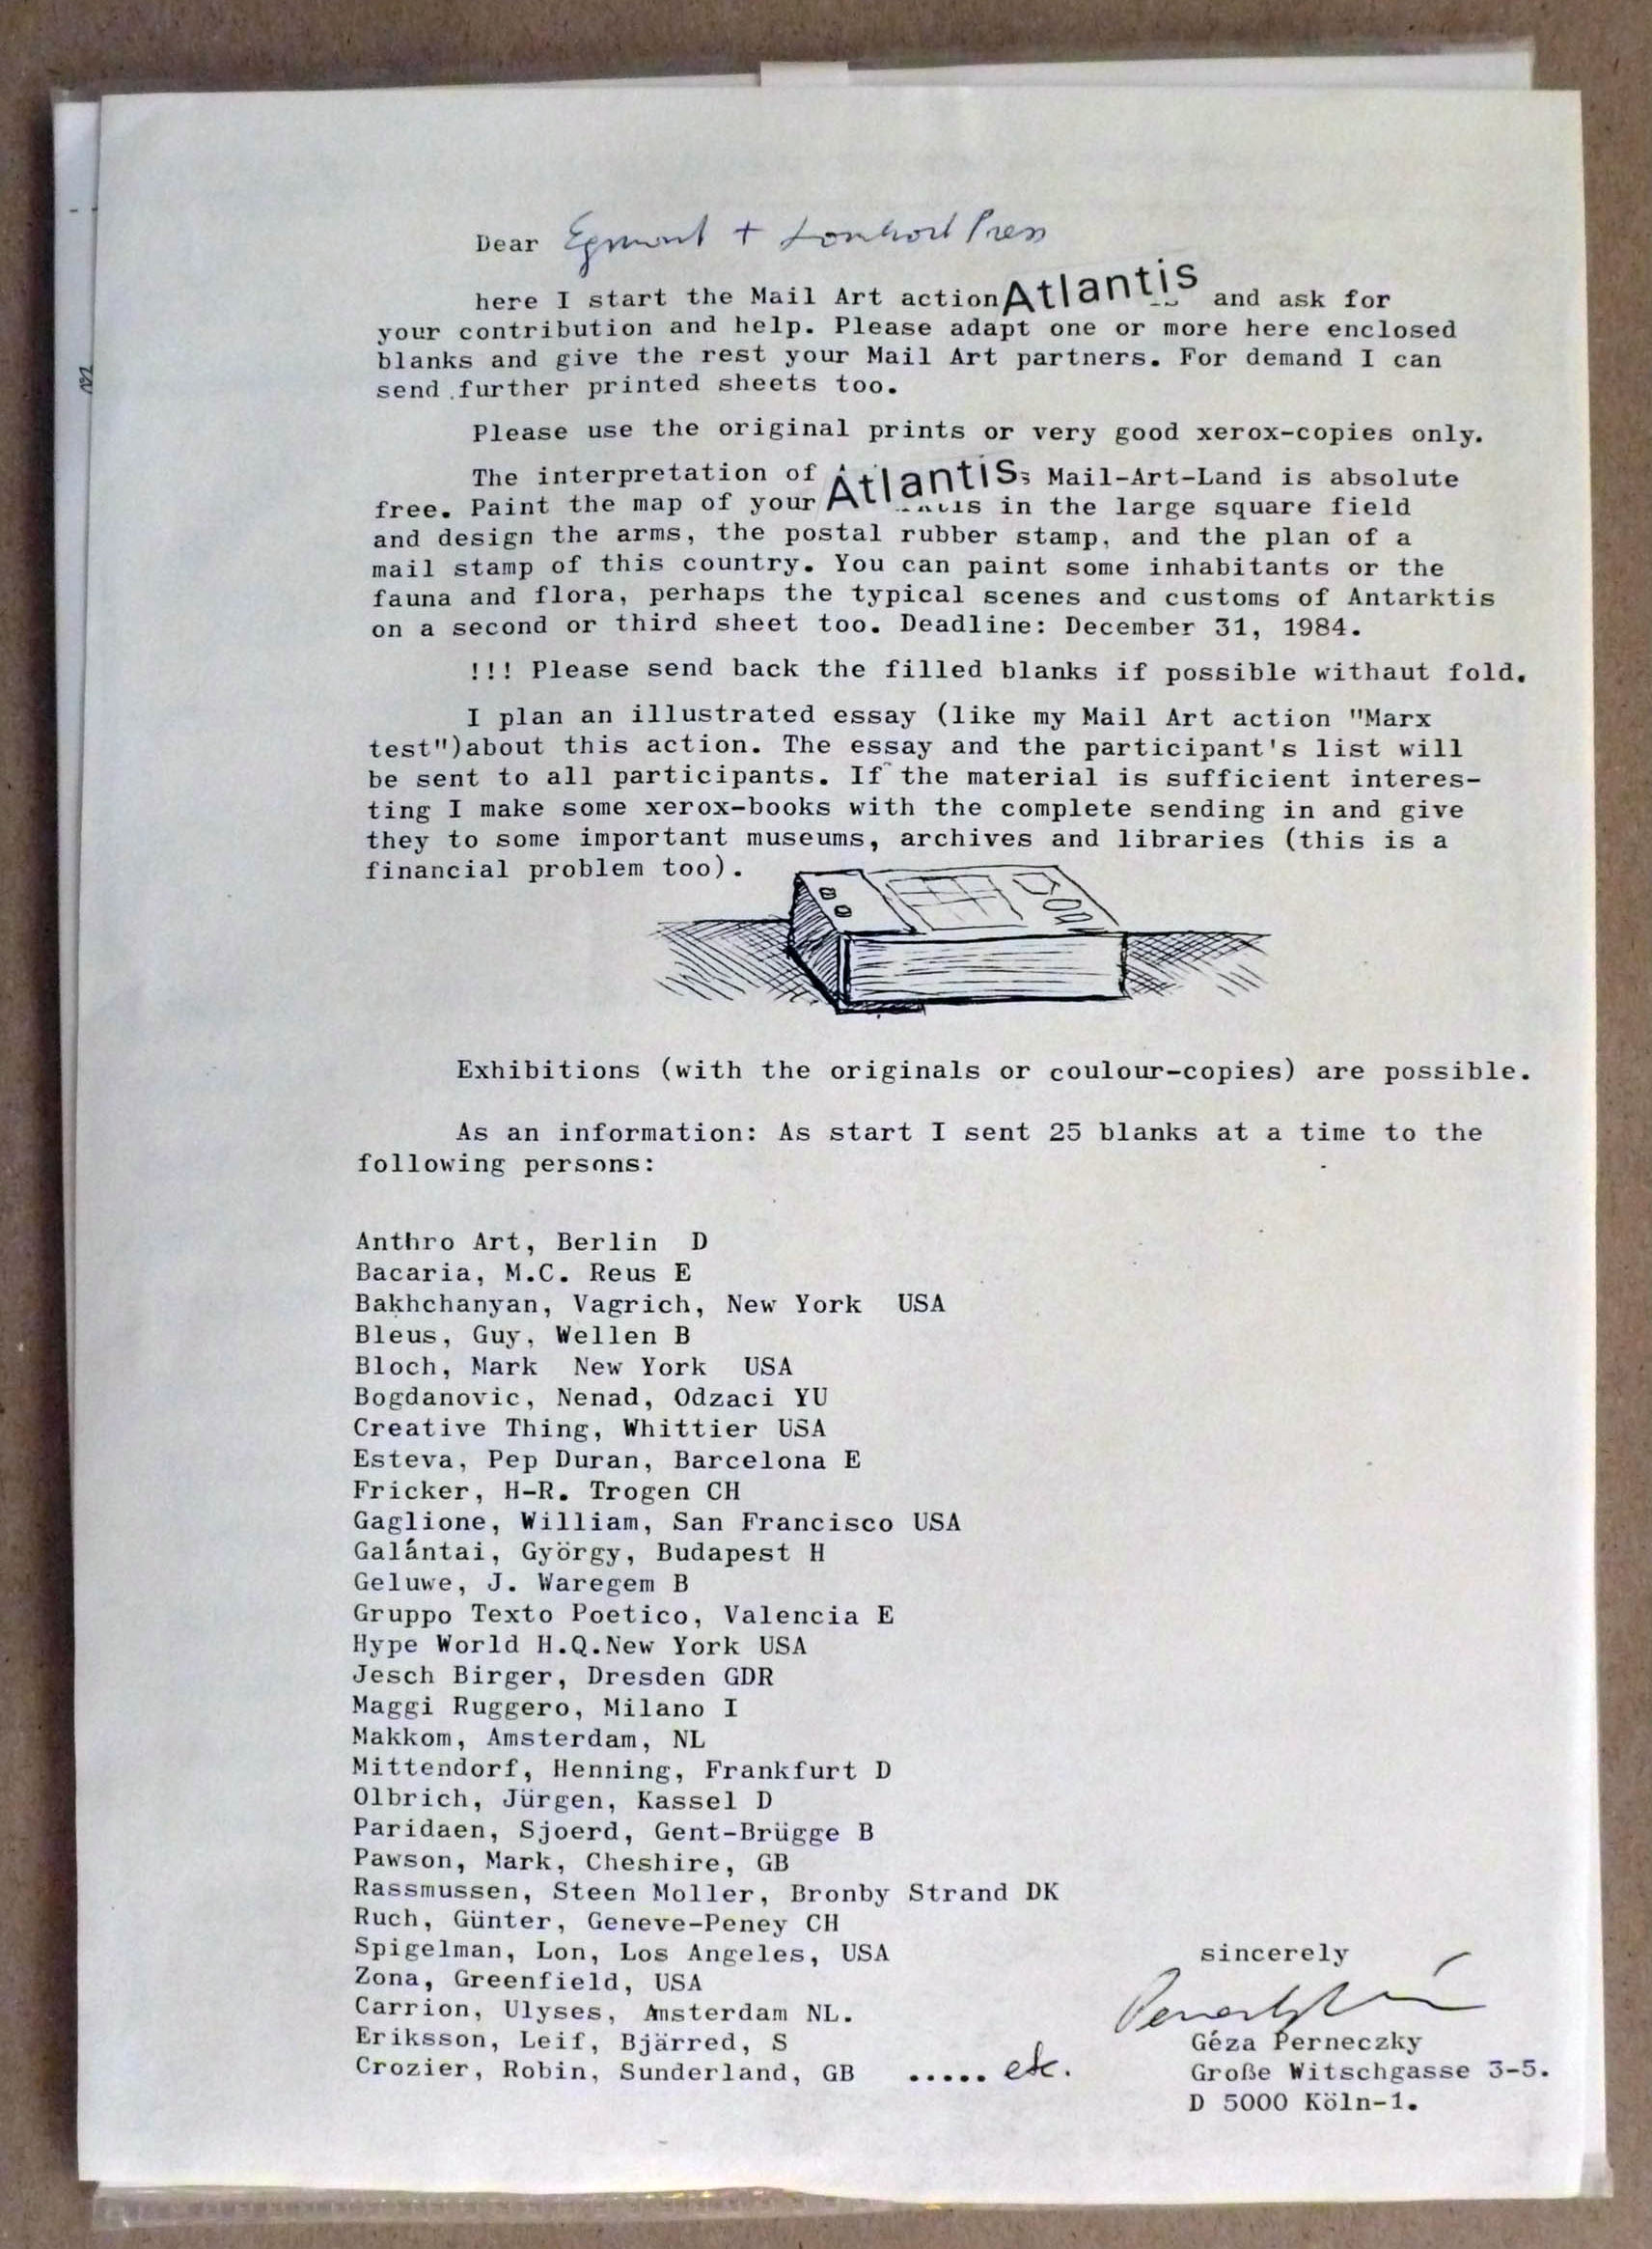 Dear Egmont + Lomholt Press
here I start the Mail Art action Atlantis and ask for
your contribution and help. Please adapt one or more here enclosed
blanks and give the rest your Mail Art partners. For demand I can
send further printed sheets too.
Please use the original prints or very good xerox-copies only.
The interpretation of Atlantis; Mail-Art-Land is absolute
free. Paint the map of your Atlantis in the large square field
and design the arms, the postal rubber stamp, and the plan of a
mail stamp of this country. You can paint some inhabitants or the
fauna and flora, perhaps the typical scenes and customs of Antarktis
on a second or third sheet too. Deadline: December 31, 1984.
!!! Please send back the filled blanks if possible withaut fold.
I plan an illustrated essay (like my Mail Art action "Marx
test")about this action. The essay and the participant's list will
be sent to all participants. If the material is sufficient interes-
ting I make some xerox-books with the complete sending in and give
they to some important museums, archives and libraries (this is a
financial problem too).
Exhibitions (with the originals or coulour-copies) are possible.
As an information: As start I sent 25 blanks at a time to the
following persons:
Anthro Art, Berlin D
Bacaria, M.C. Reus E
Bakhchanyan, Vagrich, New York USA
Bleus, Guy, Wellen B
Bloch, Mark New York USA
Bogdanovic, Nenad, Odzaci YU
Creative Thing, Whittier USA
Esteva, Pep Duran, Barcelona E
Fricker, H-R. Trogen CH
Gaglione, William, San Francisco USA
Galántai, György, Budapest H
Geluwe, J. Waregem B
Gruppo Texto Poetico, Valencia E
Hype World H.Q.New York USA
Jesch Birger, Dresden GDR
Maggi Ruggero, Milano I
Makkom, Amsterdam, NL
Mittendorf, Henning, Frankfurt D
Olbrich, Jürgen, Kassel D
Paridaen, Sjoerd, Gent-Brügge B
Pawson, Mark, Cheshire, GB
Rassmussen, Steen Moller, Bronby Strand DK
Ruch, Günter, Geneve-Peney CH
Spigelman, Lon, Los Angeles, USA
Zona, Greenfield, USA
Carrion, Ulyses, Amsterdam NL.
Eriksson, Leif, Bjärred, S
Crozier, Robin, Sunderland, GB ..... etc.
sincerely
Perneczky
Géza Perneczky
Große Witschgasse 3-5.
D 5000 Köln-1.